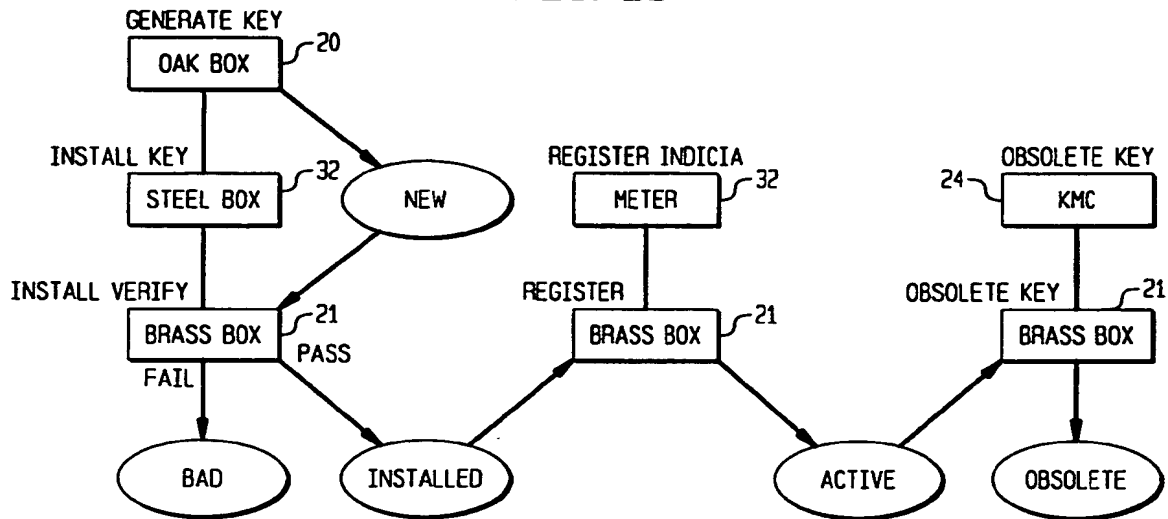 GENERATE KEY
OAK BOX
20
INSTALL KEY
STEEL BOX
32
NEW
REGISTER INDICIA
METER
32
OBSOLETE KEY
24
KMC
INSTALL VERIFY
BRASS BOX
21
PASS
FAIL
REGISTER
BRASS BOX
21
OBSOLETE KEY
BRASS BOX
21
BAD
INSTALLED
ACTIVE
OBSOLETE